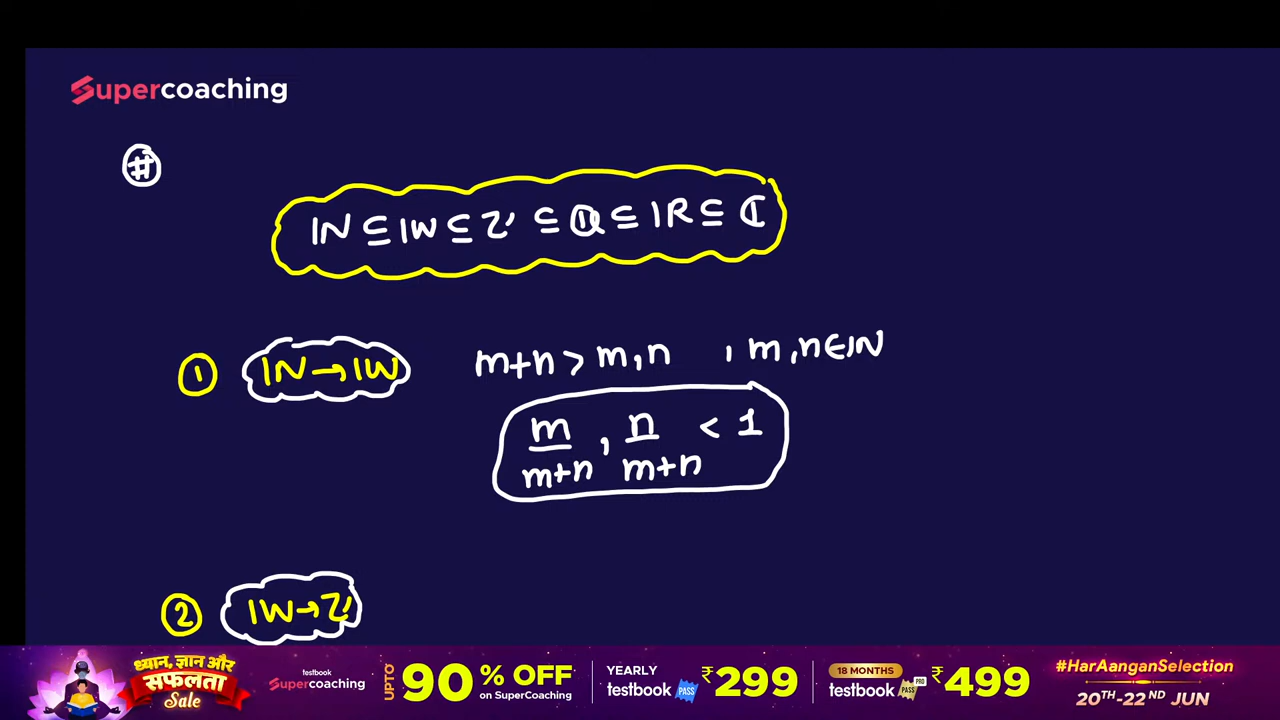 Supercoaching
#
ℕ ⊆ 𝕎 ⊆ ℤ ⊆ ℚ ⊆ ℝ ⊆ ℂ
① ℕ → 𝕎 m+n > m,n , m,n ∈ ℕ
m/m+n , n/m+n < 1
② 𝕎 → ℤ
ध्यान, ज्ञान और
सफलता
Sale
testbook
Supercoaching
UPTO 90% OFF
on SuperCoaching
YEARLY
testbook PASS ₹299
18 MONTHS
testbook PASS PRO ₹499
#HarAanganSelection
20TH-22ND JUN